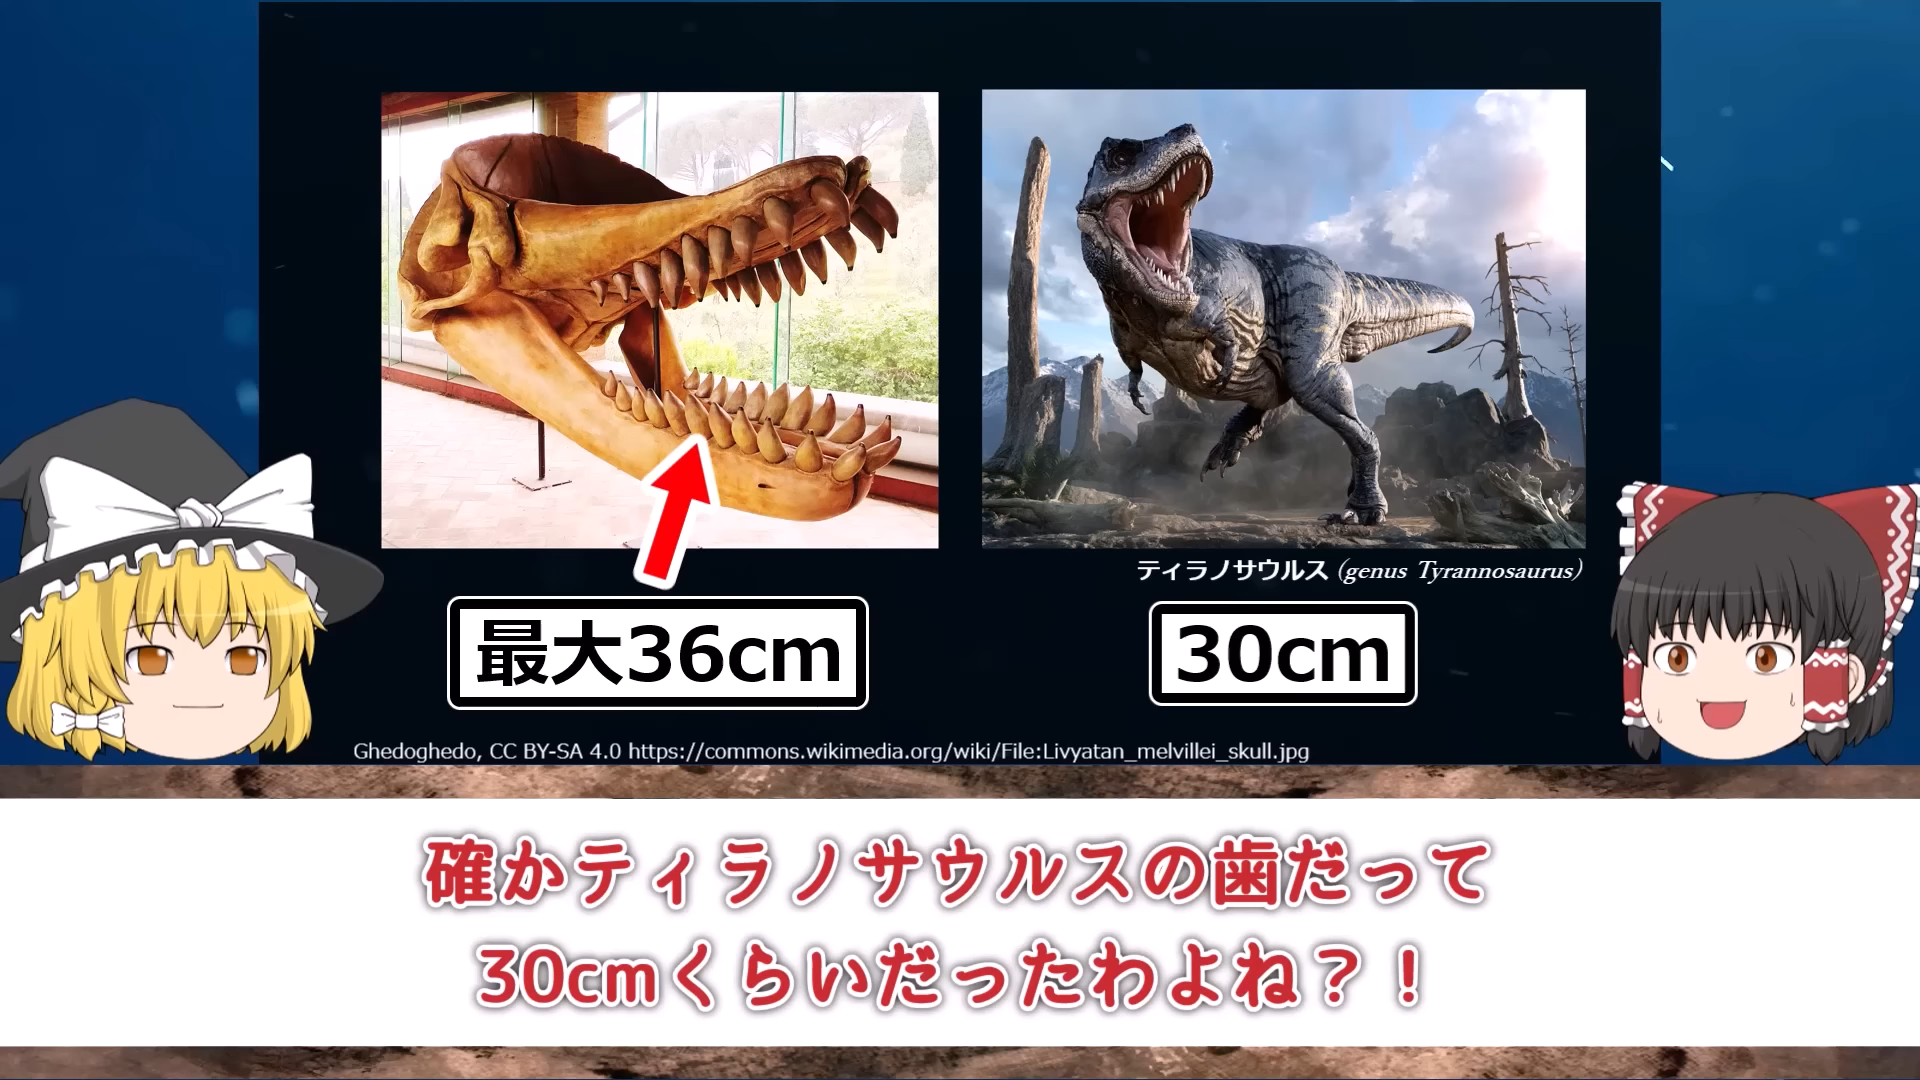 ティラノサウルス (genus Tyrannosaurus)
最大36cm
30cm
Ghedoghedo, CC BY-SA 4.0 https://commons.wikimedia.org/wiki/File:Livyatan_melvillei_skull.jpg
確かティラノサウルスの歯だって
30cmくらいだったわよね？！